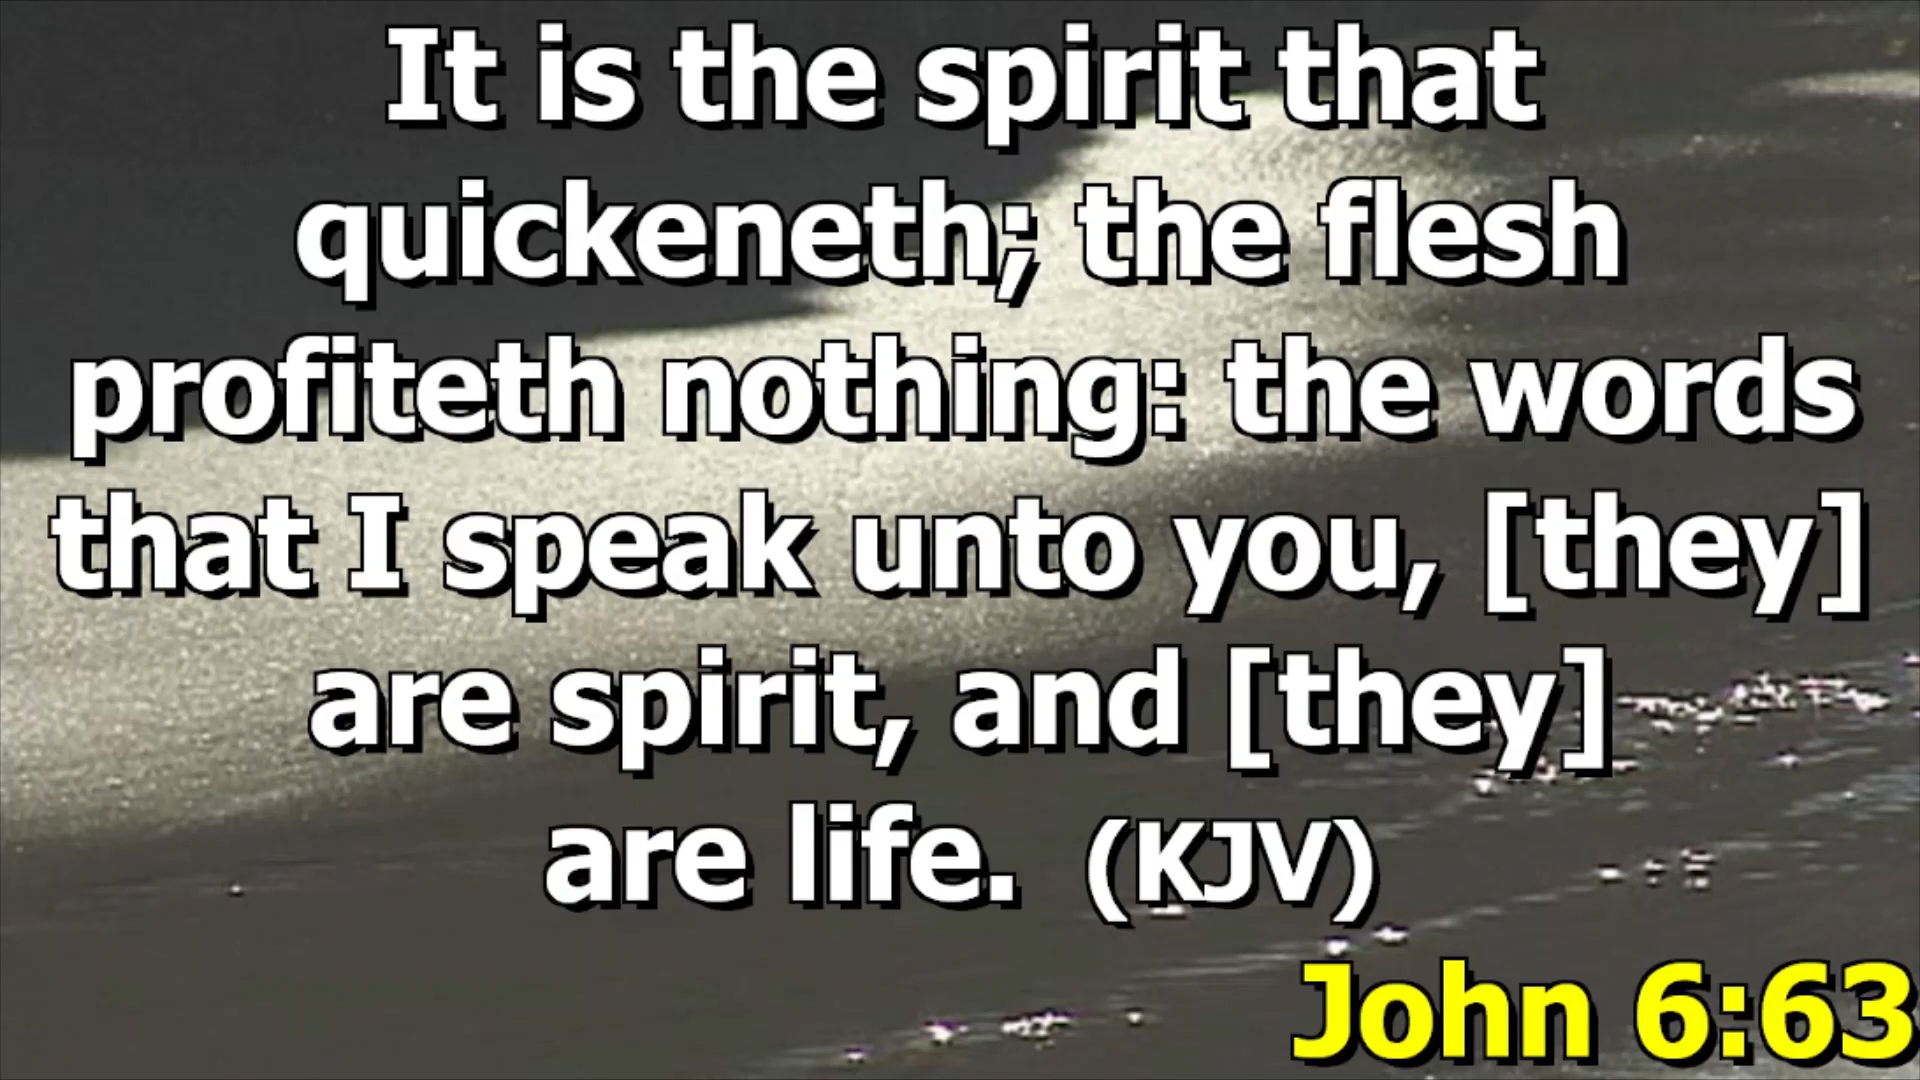 It is the spirit that
quickeneth; the flesh
profiteth nothing: the words
that I speak unto you, [they]
are spirit, and [they]
are life.  (KJV)
John 6:63